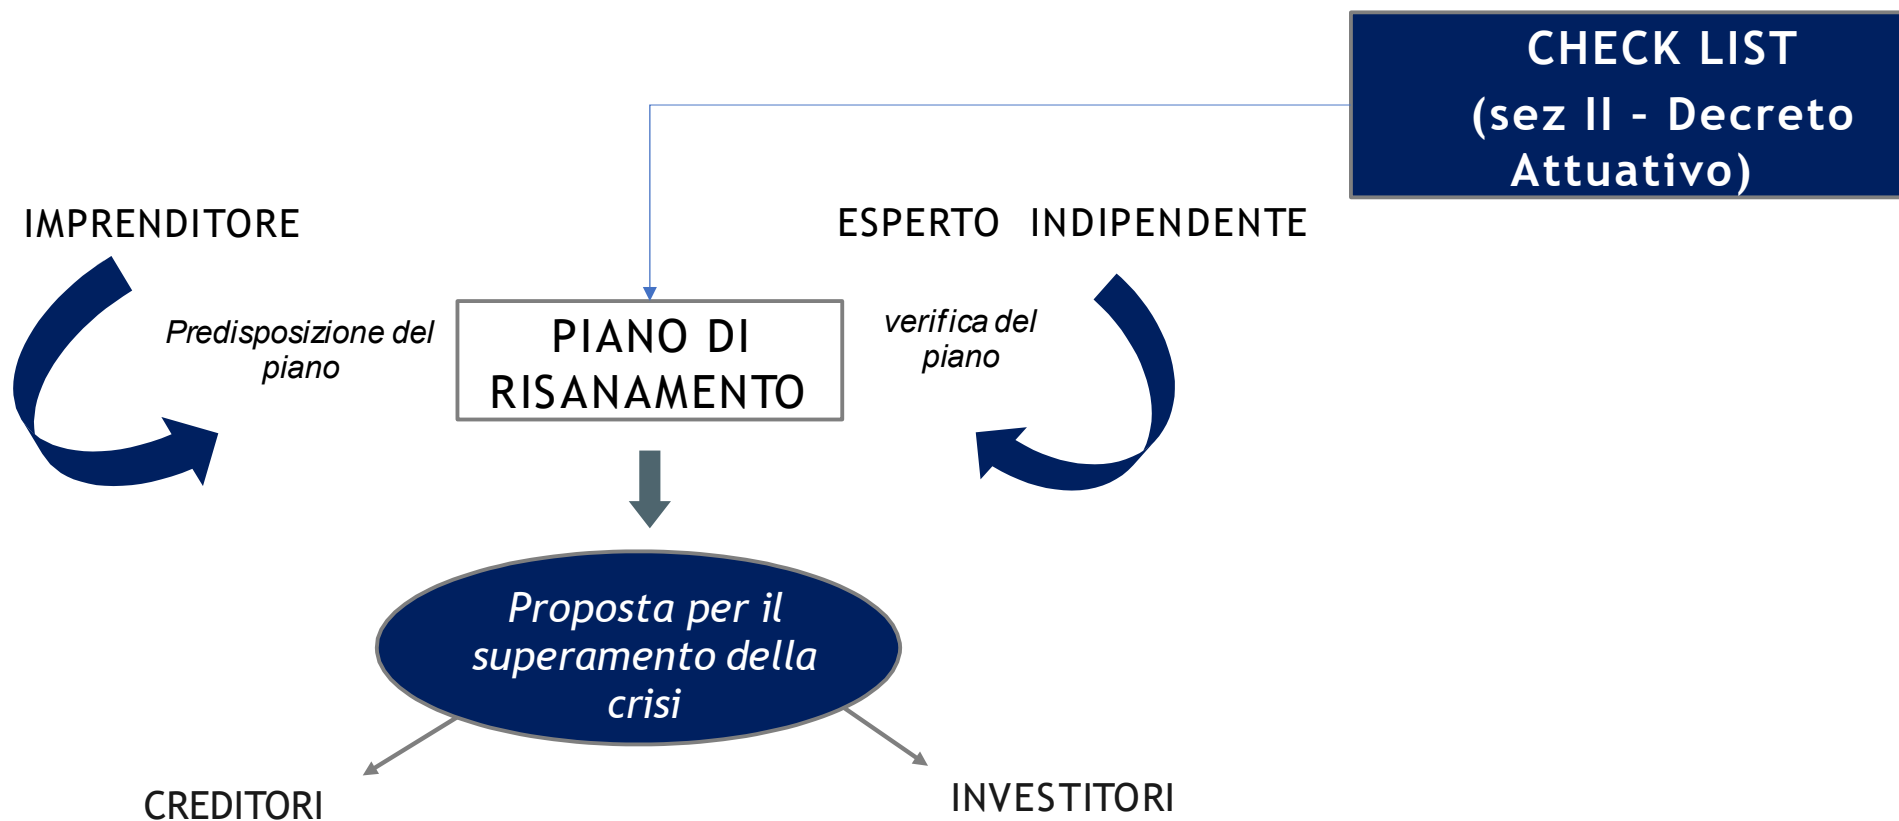 CHECK LIST
(sez II – Decreto
Attuativo)
IMPRENDITORE
ESPERTO INDIPENDENTE
Predisposizione del
piano
PIANO DI
RISANAMENTO
verifica del
piano
Proposta per il
superamento della
crisi
CREDITORI
INVESTITORI